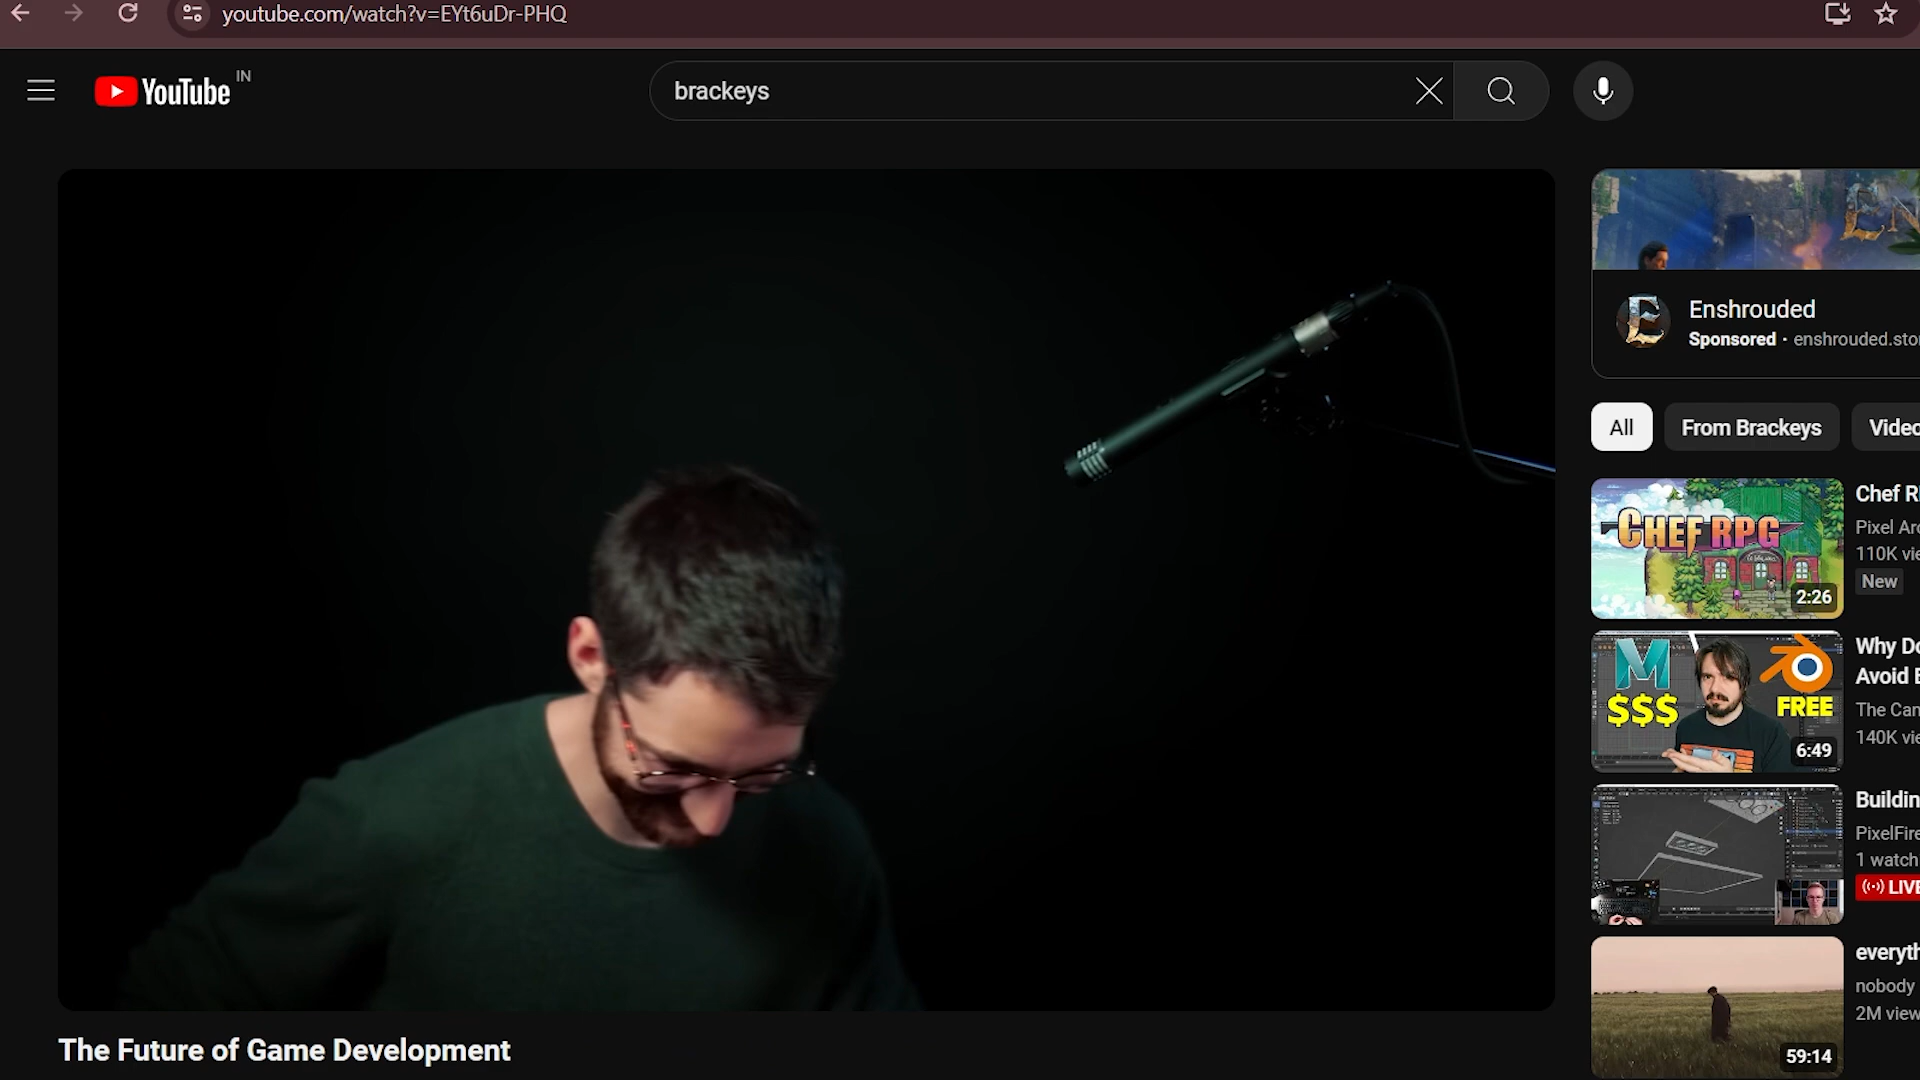 youtube.com/watch?v=EYt6uDr-PHQ
YouTube IN
brackeys
The Future of Game Development
Enshrouded
Sponsored · enshrouded.sto
All
From Brackeys
Video
CHEF RPG
2:26
Chef R
Pixel Arc
110K vie
New
M
$$$
FREE
6:49
Why Do
Avoid B
The Can
140K vie
Buildin
PixelFire
1 watch
LIVE
59:14
everyth
nobody
2M view